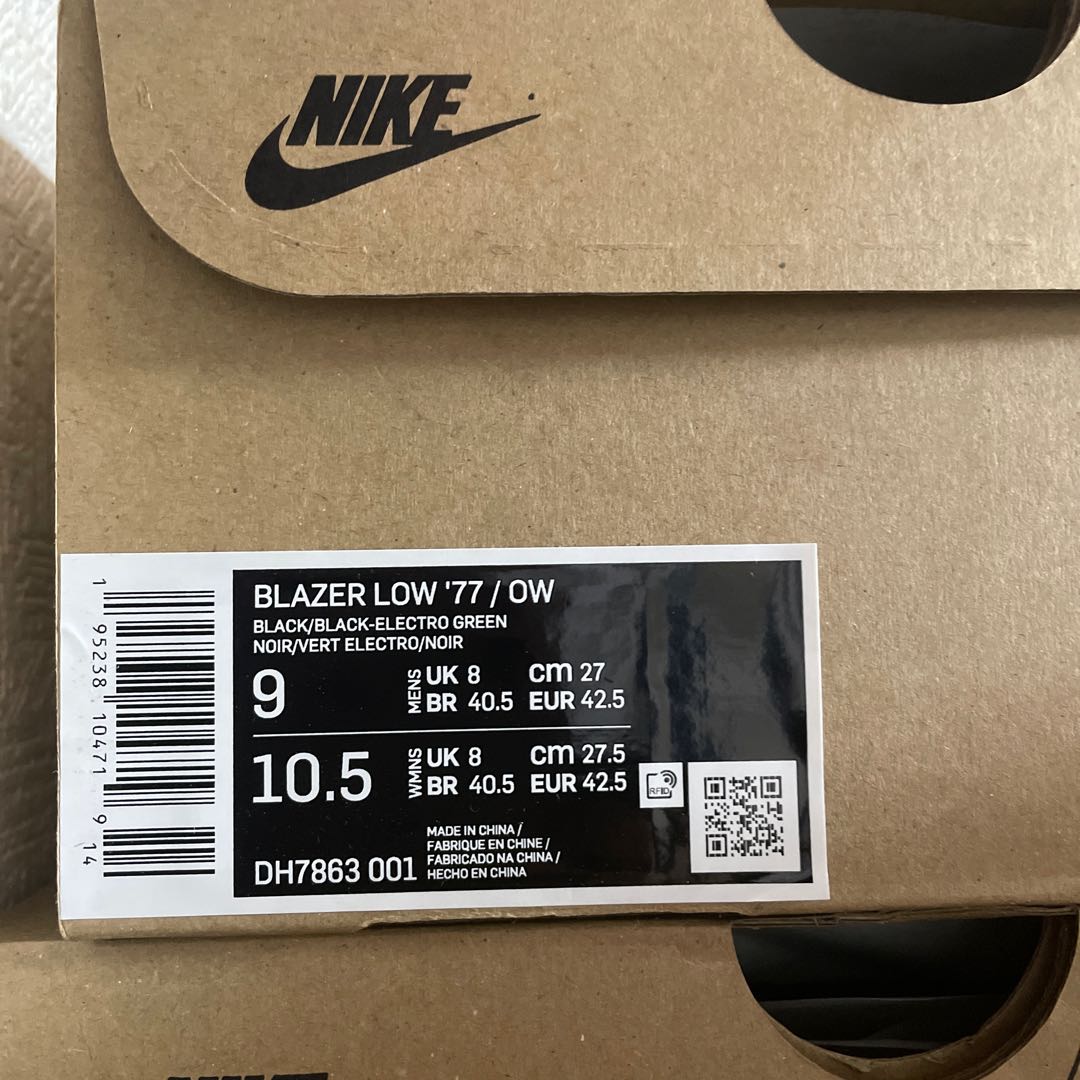 NIKE
BLAZER LOW '77 / OW
BLACK/BLACK-ELECTRO GREEN
NOIR/VERT ELECTRO/NOIR
9 MENS UK 8 cm 27
BR 40.5 EUR 42.5
10.5 WMNS UK 8 cm 27.5
BR 40.5 EUR 42.5
RFID
DH7863 001
MADE IN CHINA /
FABRIQUE EN CHINE /
FABRICADO NA CHINA /
HECHO EN CHINA
1 95238 10471 9 14
NIKE